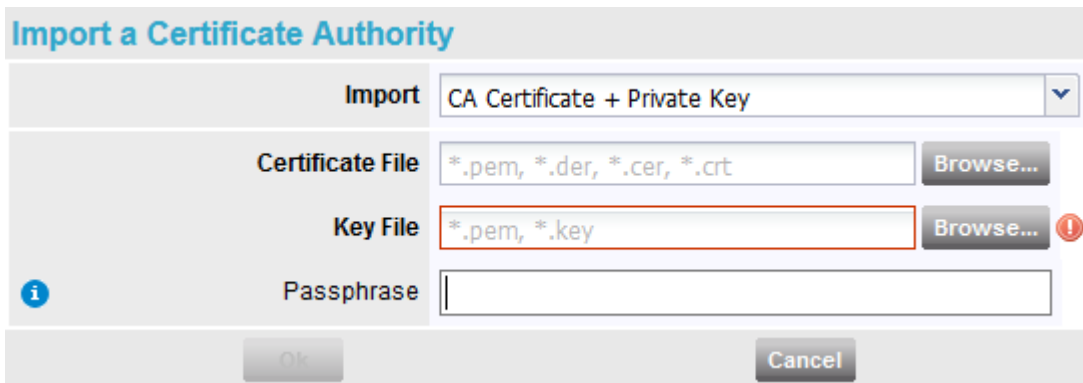 Import a Certificate Authority
Import CA Certificate + Private Key
Certificate File *.pem, *.der, *.cer, *.crt Browse...
Key File *.pem, *.key Browse...
Passphrase
Ok Cancel